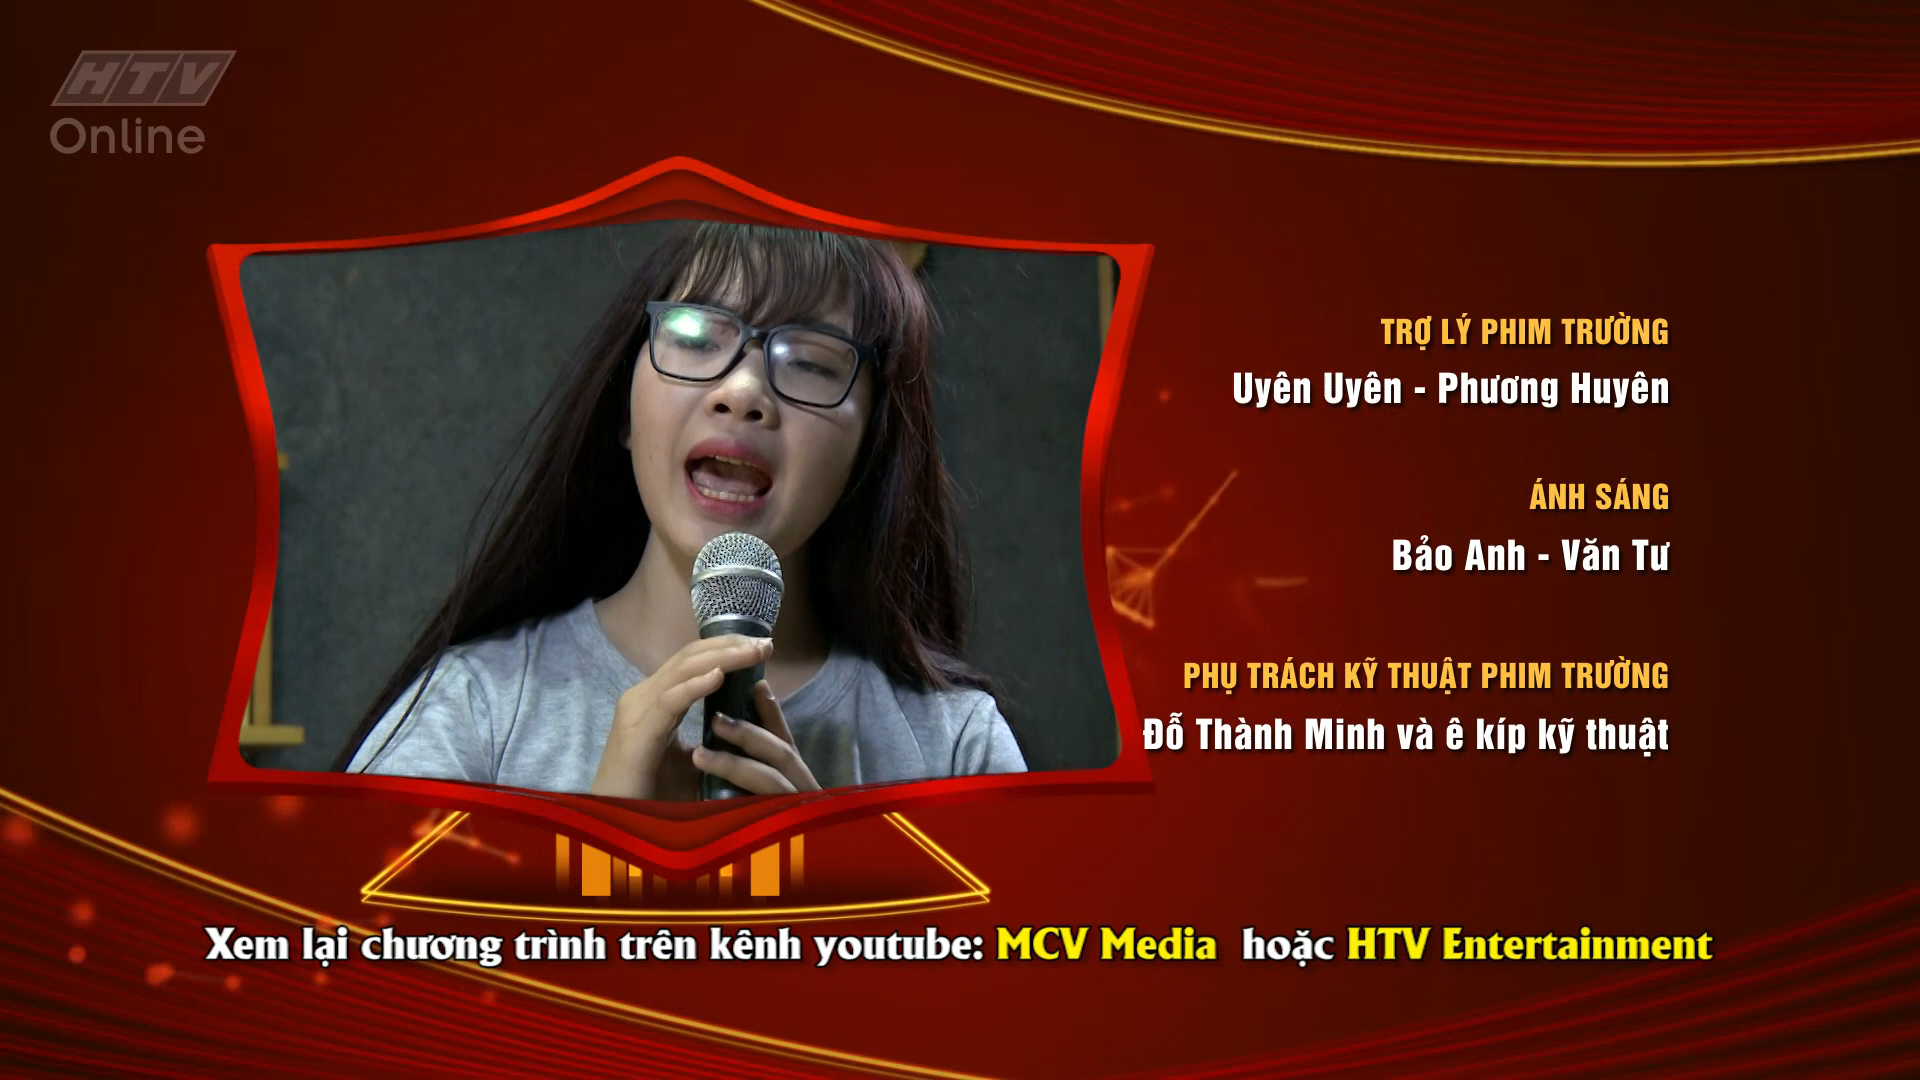 HTV
Online
TRỢ LÝ PHIM TRƯỜNG
Uyên Uyên - Phương Huyên
ÁNH SÁNG
Bảo Anh - Văn Tư
PHỤ TRÁCH KỸ THUẬT PHIM TRƯỜNG
Đỗ Thành Minh và ê kíp kỹ thuật
Xem lại chương trình trên kênh youtube: MCV Media hoặc HTV Entertainment